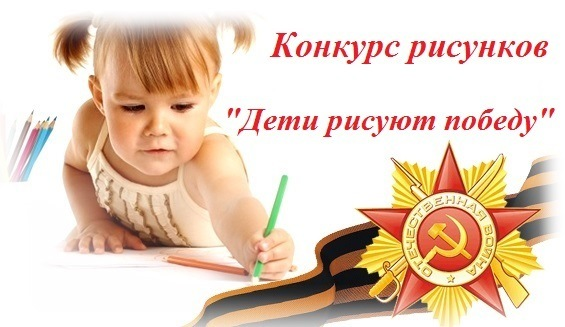 Конкурс рисунков
"Дети рисуют победу"
ОТЕЧЕСТВЕННАЯ ВОЙНА